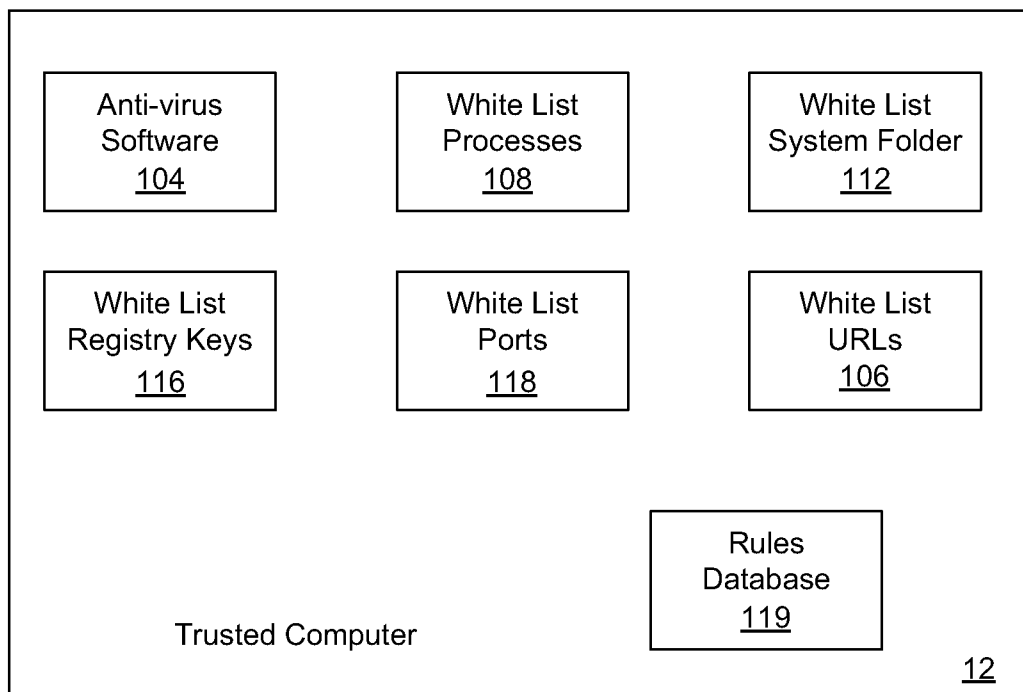 Anti-virus
Software
104
White List
Processes
108
White List
System Folder
112
White List
Registry Keys
116
White List
Ports
118
White List
URLs
106
Rules
Database
119
Trusted Computer
12